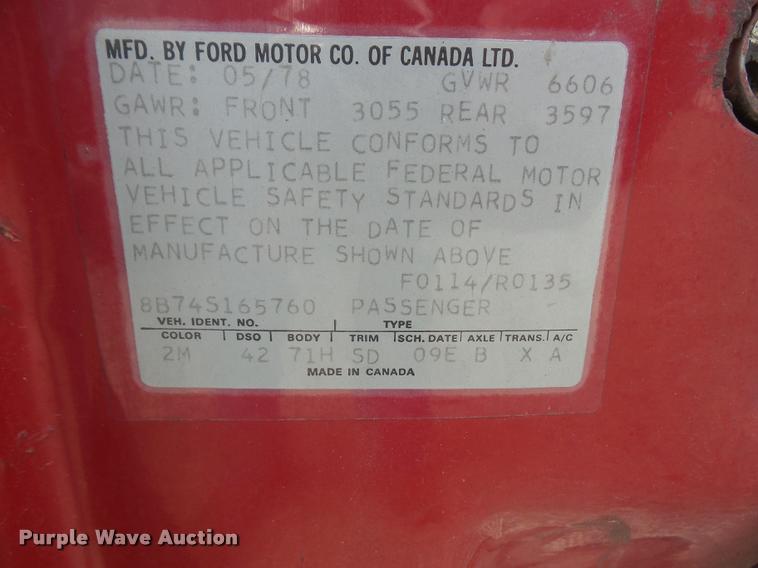 MFD. BY FORD MOTOR CO. OF CANADA LTD.
DATE: 05/78 GVWR 6606
GAWR: FRONT 3055 REAR 3597
THIS VEHICLE CONFORMS TO
ALL APPLICABLE FEDERAL MOTOR
VEHICLE SAFETY STANDARDS IN
EFFECT ON THE DATE OF
MANUFACTURE SHOWN ABOVE
F0114/R0135
8B74S165760 PASSENGER
VEH. IDENT. NO. TYPE
COLOR DSO BODY TRIM SCH. DATE AXLE TRANS. A/C
2M 42 71H SD 09E B X A
MADE IN CANADA
Purple Wave Auction